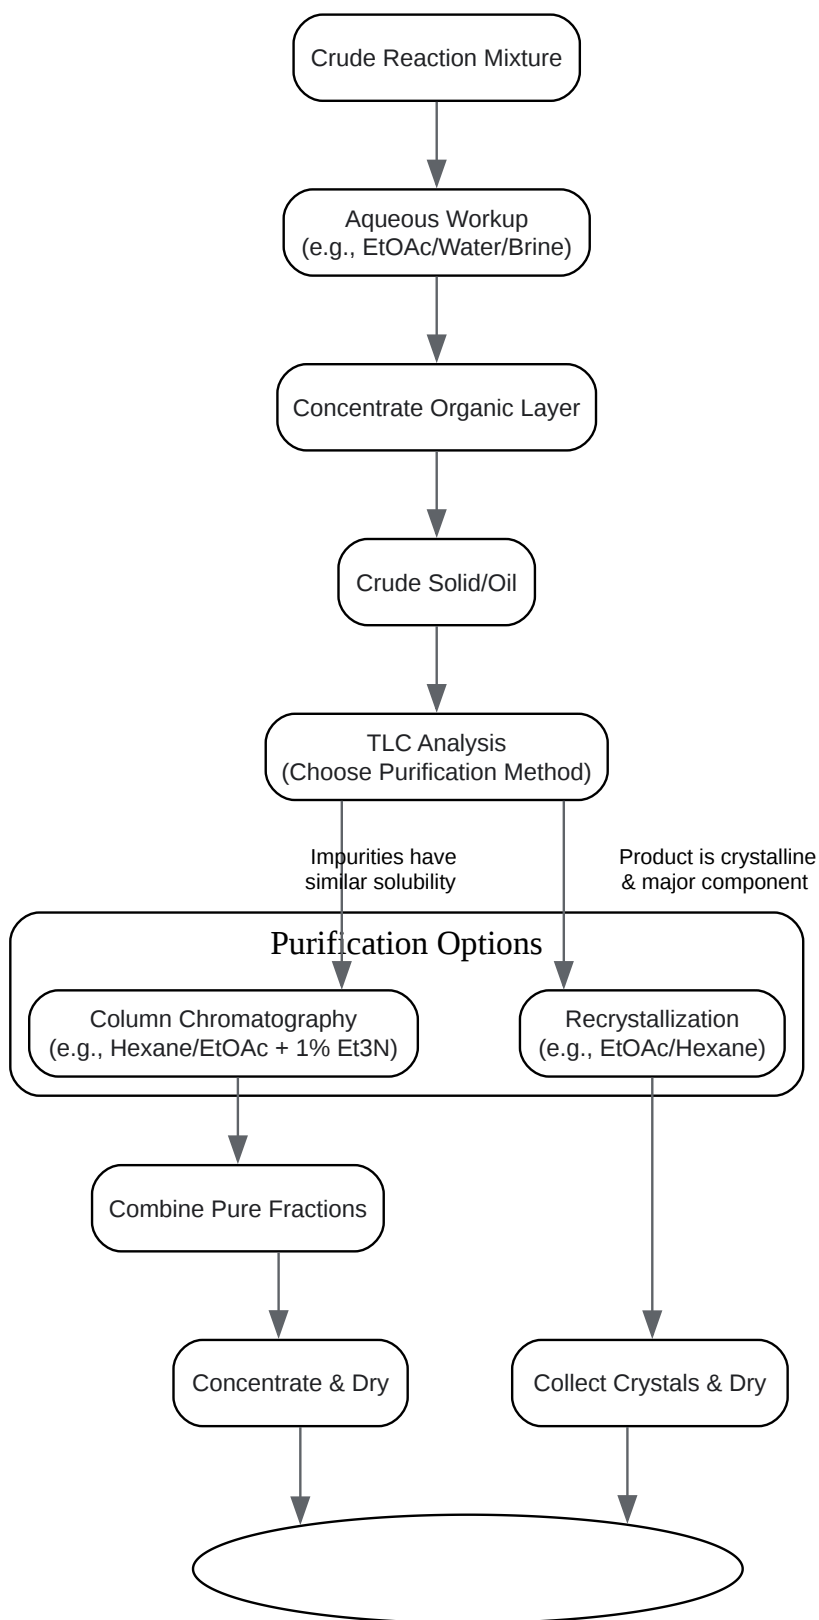 Crude Reaction Mixture
Aqueous Workup
(e.g., EtOAc/Water/Brine)
Concentrate Organic Layer
Crude Solid/Oil
TLC Analysis
(Choose Purification Method)
Impurities have
similar solubility
Product is crystalline
& major component
Purification Options
Column Chromatography
(e.g., Hexane/EtOAc + 1% Et3N)
Recrystallization
(e.g., EtOAc/Hexane)
Combine Pure Fractions
Concentrate & Dry
Collect Crystals & Dry